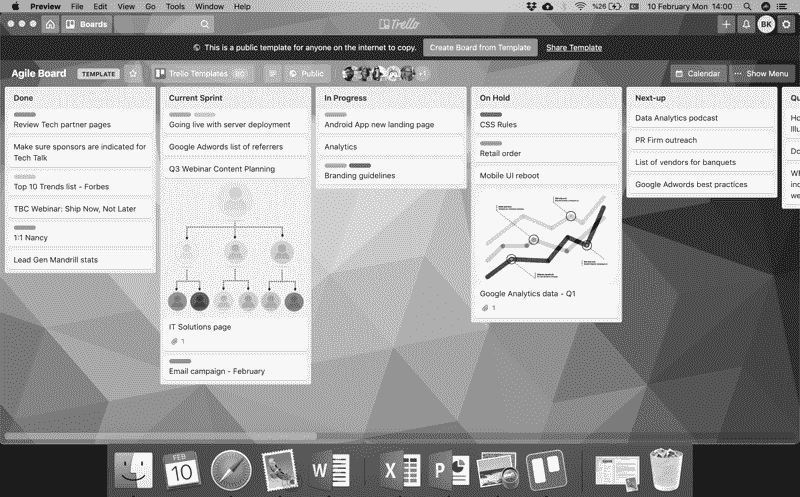 Preview File Edit View Go Tools Window Help
%26
10 February Mon 14:00
Boards
Trello
BK
This is a public template for anyone on the internet to copy.
Create Board from Template
Share Template
Agile Board
TEMPLATE
Trello Templates
BC
Public
+1
Calendar
Show Menu
Done
Review Tech partner pages
Make sure sponsors are indicated for
Tech Talk
Top 10 Trends list - Forbes
TBC Webinar: Ship Now, Not Later
1:1 Nancy
Lead Gen Mandrill stats
Current Sprint
Going live with server deployment
Google Adwords list of referrers
Q3 Webinar Content Planning
IT Solutions page
1
Email campaign - February
In Progress
Android App new landing page
Analytics
Branding guidelines
On Hold
CSS Rules
Retail order
Mobile UI reboot
Google Analytics data - Q1
1
Next-up
Data Analytics podcast
PR Firm outreach
List of vendors for banquets
Google Adwords best practices
FEB
10
W
X
P